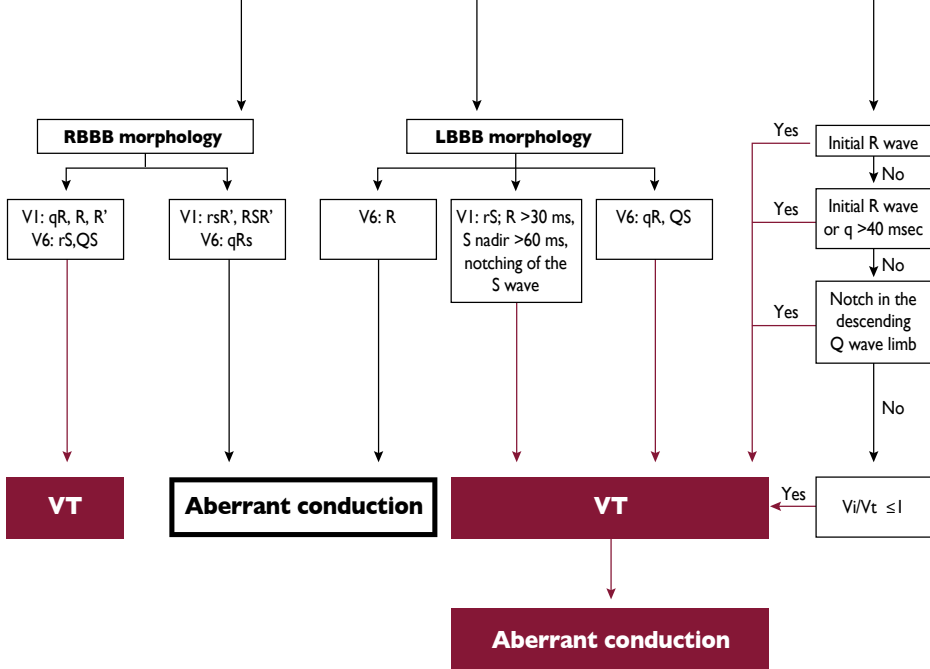 RBBB morphology
LBBB morphology
Yes
Initial R wave
No
V1: qR, R, R’
V6: rS,QS
V1: rsR’, RSR’
V6: qRs
V6: R
V1: rS; R >30 ms,
S nadir >60 ms,
notching of the
S wave
V6: qR, QS
Yes
Initial R wave
or q >40 msec
No
Yes
Notch in the
descending
Q wave limb
No
VT
Aberrant conduction
VT
Yes
Vi/Vt ≤1
Aberrant conduction